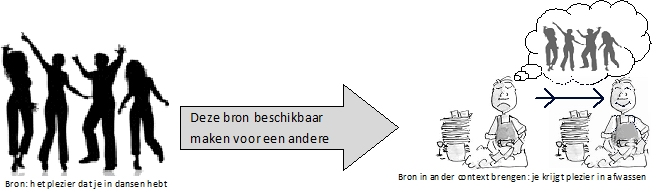 Deze bron beschikbaar
maken voor een andere
Bron: het plezier dat je in dansen hebt
Bron in ander context brengen: je krijgt plezier in afwassen